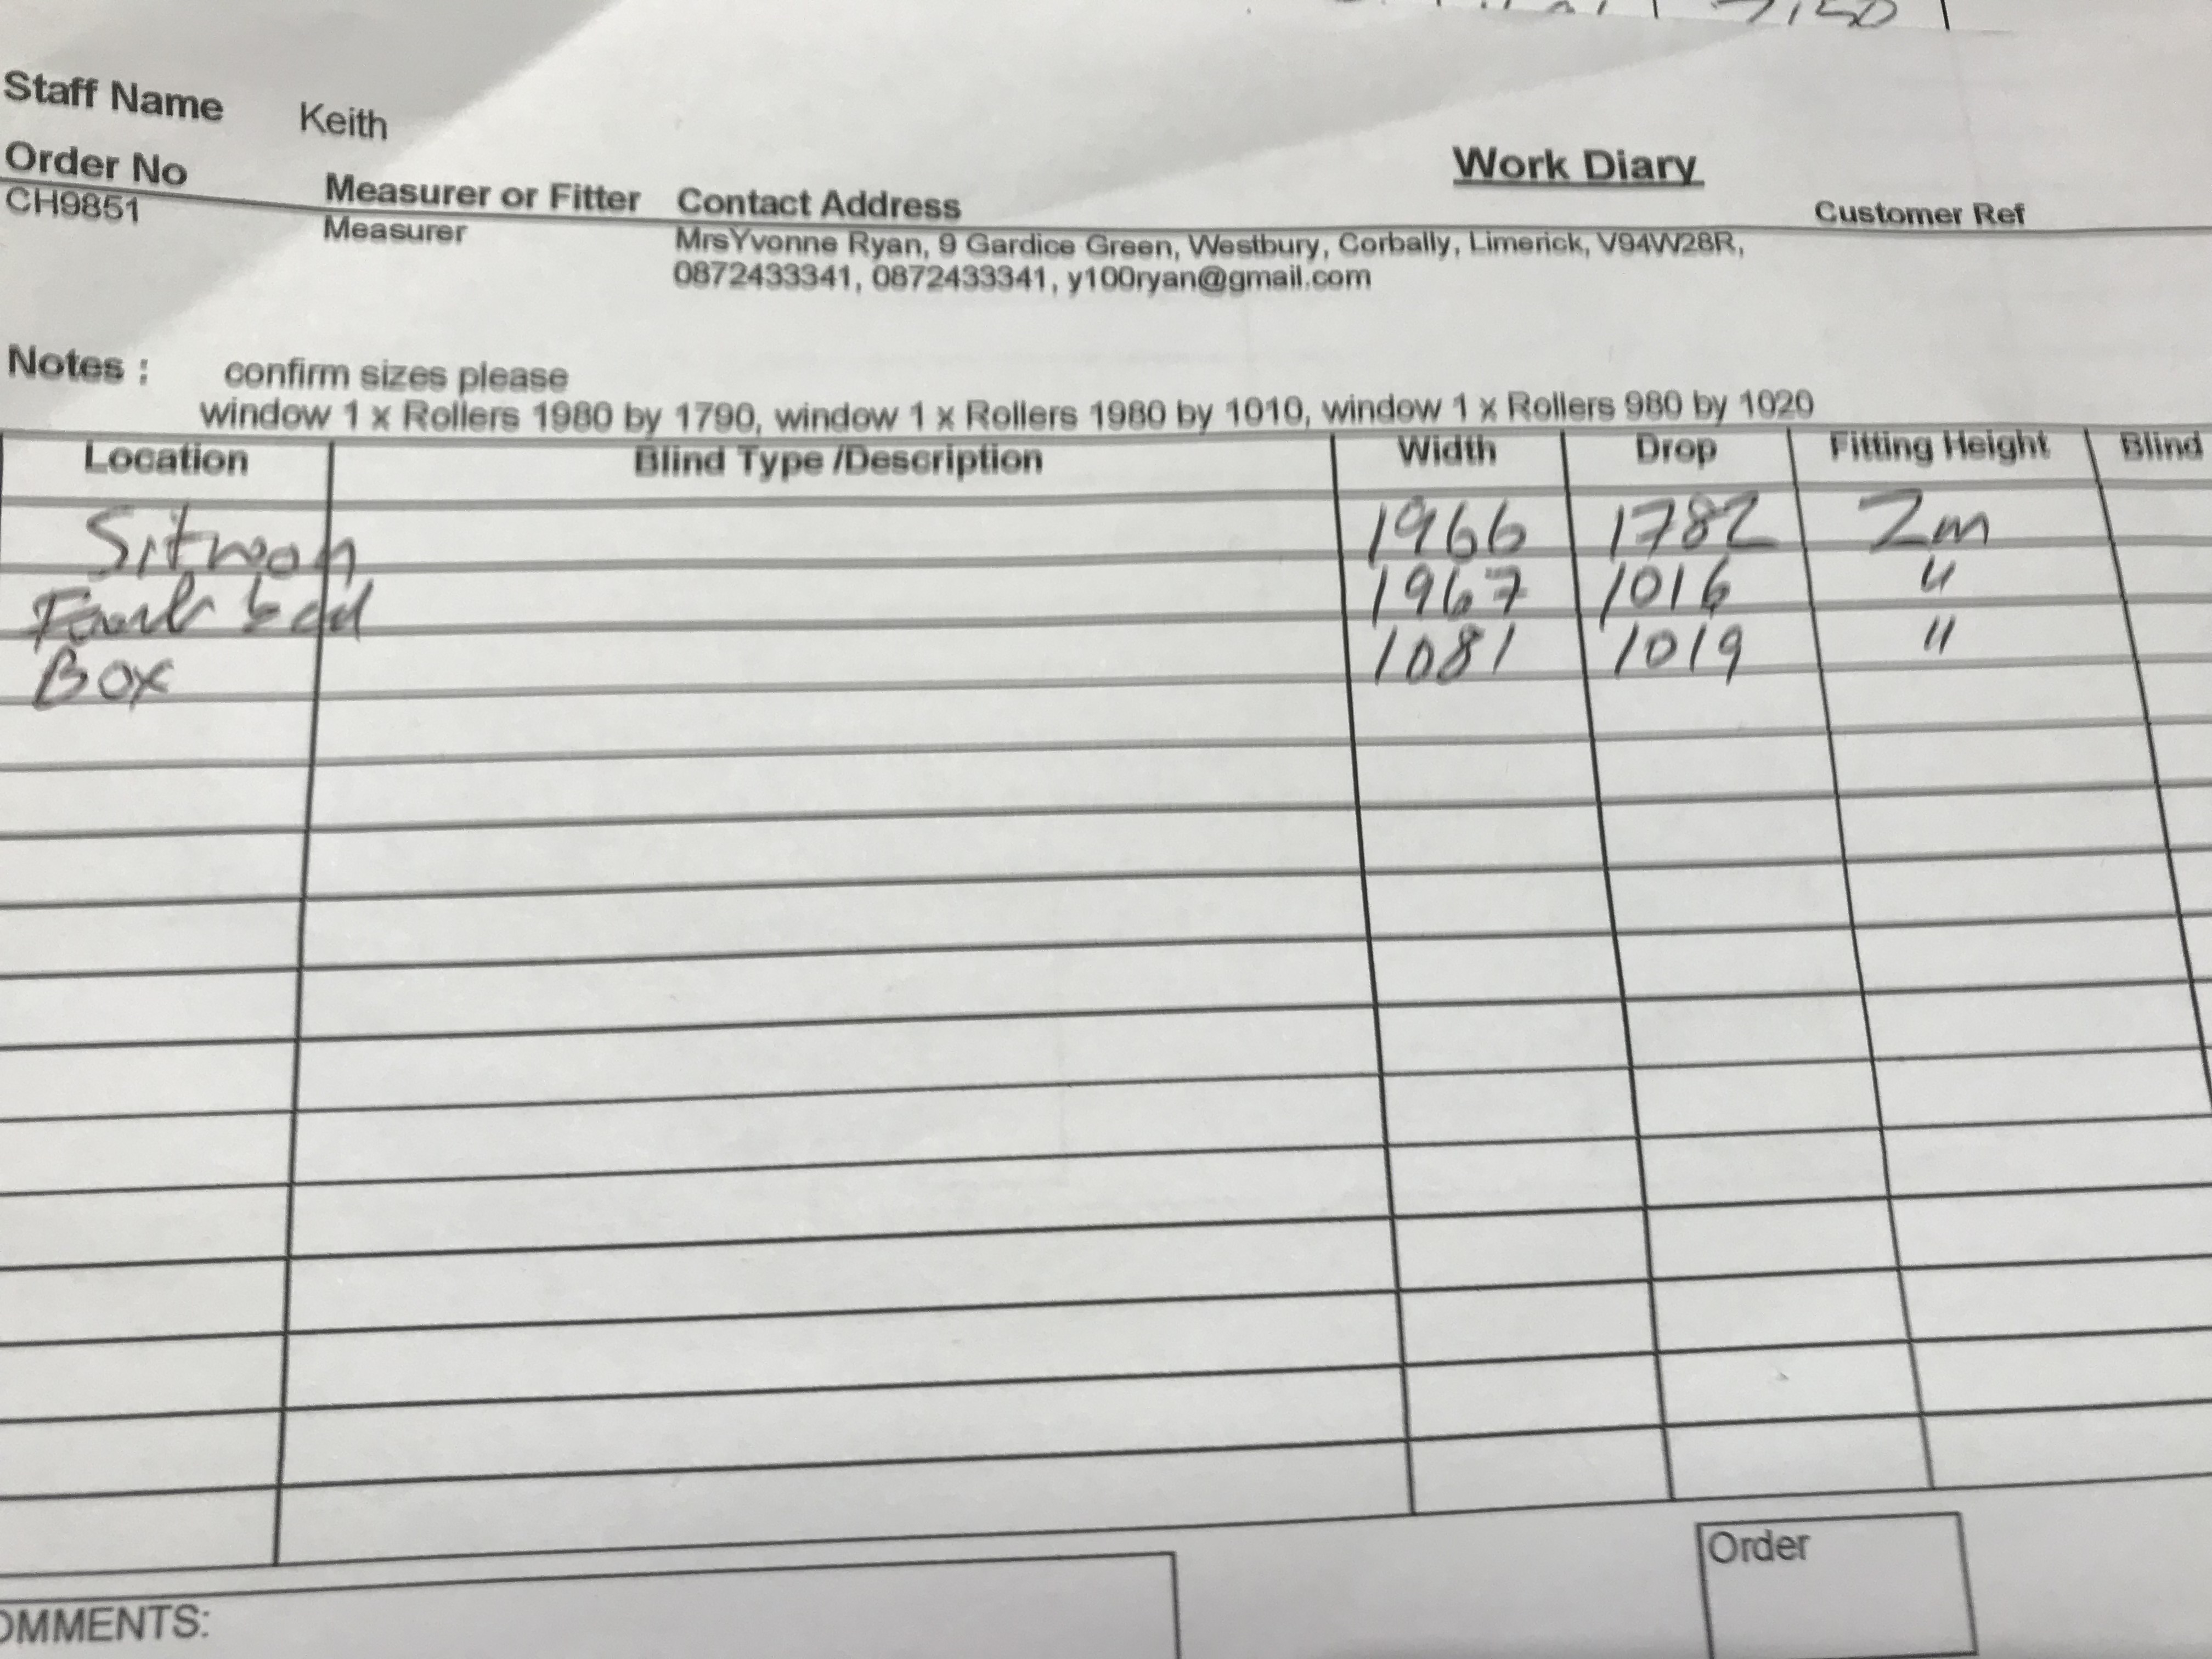 7,150
Staff Name Keith
Work Diary
Order No Measurer or Fitter Contact Address Customer Ref
CH9851 Measurer MrsYvonne Ryan, 9 Gardice Green, Westbury, Corbally, Limerick, V94W28R,
0872433341, 0872433341, y100ryan@gmail.com
Notes : confirm sizes please
window 1 x Rollers 1980 by 1790, window 1 x Rollers 1980 by 1010, window 1 x Rollers 980 by 1020
Location Blind Type /Description Width Drop Fitting Height Blind
Sitroom 1966 1782 2m
bed 1967 1016 "
Box 1081 1019 "
Order
OMMENTS: